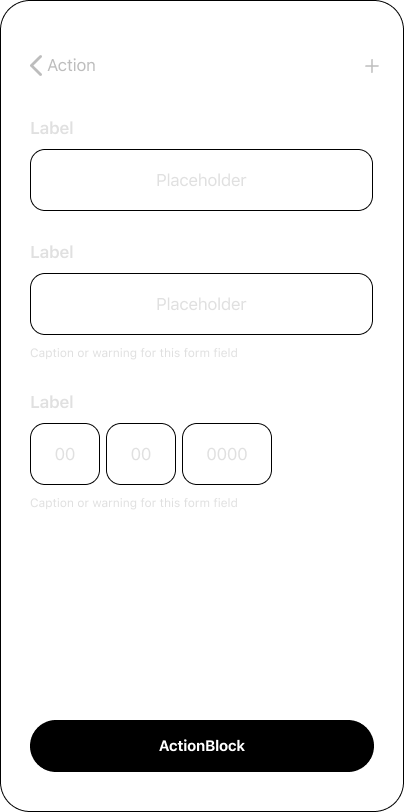 Action
+
Label
Placeholder
Label
Placeholder
Caption or warning for this form field
Label
00 00 0000
Caption or warning for this form field
ActionBlock